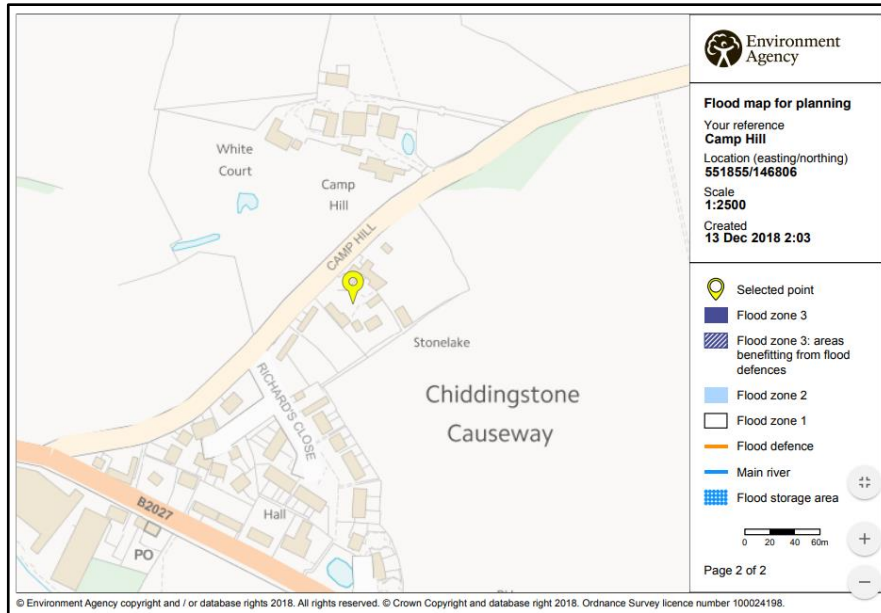 White
Court
Camp
Hill
CAMP HILL
Stonelake
RICHARD'S CLOSE
Chiddingstone
Causeway
B2027
Hall
PO
Environment
Agency
Flood map for planning
Your reference
Camp Hill
Location (easting/northing)
551855/146806
Scale
1:2500
Created
13 Dec 2018 2:03
Selected point
Flood zone 3
Flood zone 3: areas
benefitting from flood
defences
Flood zone 2
Flood zone 1
Flood defence
Main river
Flood storage area
0 20 40 60m
Page 2 of 2
© Environment Agency copyright and / or database rights 2018. All rights reserved. © Crown Copyright and database right 2018. Ordnance Survey licence number 100024198.